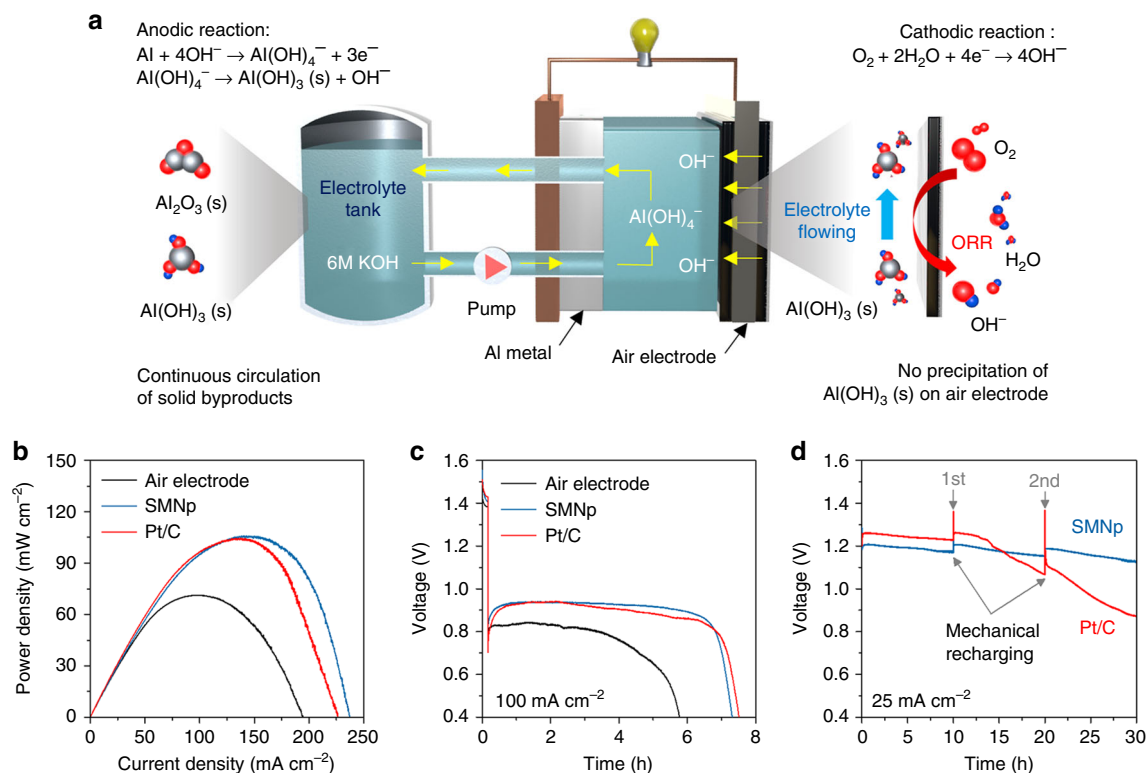 a
Anodic reaction:
Al + 4OH⁻ → Al(OH)₄⁻ + 3e⁻
Al(OH)₄⁻ → Al(OH)₃ (s) + OH⁻
Cathodic reaction :
O₂ + 2H₂O + 4e⁻ → 4OH⁻
Al₂O₃ (s)
Al(OH)₃ (s)
Electrolyte
tank
6M KOH
Pump
Al metal
Al(OH)₄⁻
OH⁻
OH⁻
Air electrode
Electrolyte
flowing
Al(OH)₃ (s)
O₂
ORR
H₂O
OH⁻
Continuous circulation
of solid byproducts
No precipitation of
Al(OH)₃ (s) on air electrode
b
Power density (mW cm⁻²)
150
120
90
60
30
0
Air electrode
SMNp
Pt/C
0 50 100 150 200 250
Current density (mA cm⁻²)
c
Voltage (V)
1.6
1.4
1.2
1.0
0.8
0.6
0.4
Air electrode
SMNp
Pt/C
100 mA cm⁻²
0 2 4 6 8
Time (h)
d
Voltage (V)
1.6
1.4
1.2
1.0
0.8
0.6
0.4
1st
2nd
SMNp
Pt/C
Mechanical
recharging
25 mA cm⁻²
0 5 10 15 20 25 30
Time (h)